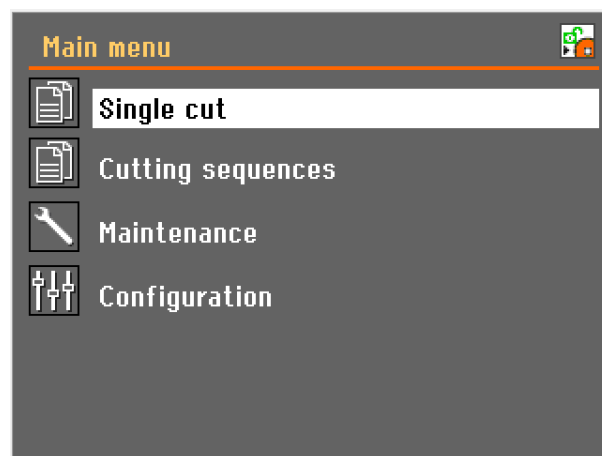 Main menu
Single cut
Cutting sequences
Maintenance
Configuration